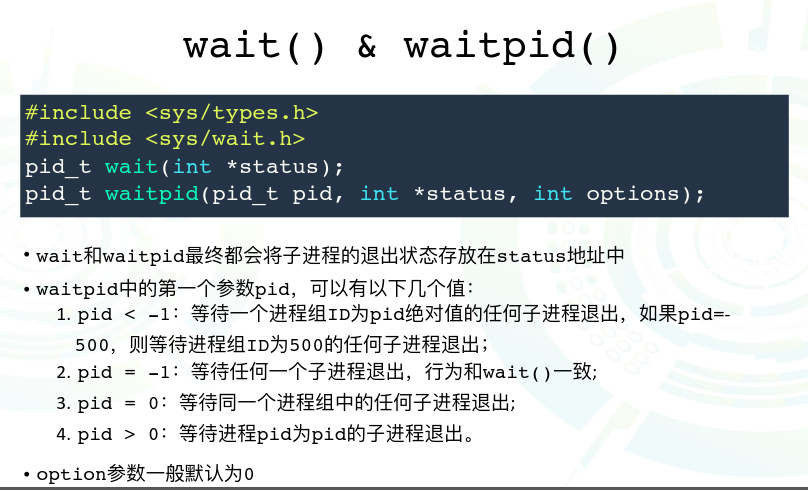 wait() & waitpid()
#include <sys/types.h>
#include <sys/wait.h>
pid_t wait(int *status);
pid_t waitpid(pid_t pid, int *status, int options);
• wait和waitpid最终都会将子进程的退出状态存放在status地址中
• waitpid中的第一个参数pid，可以有以下几个值：
1. pid < -1：等待一个进程组ID为pid绝对值的任何子进程退出，如果pid=-
500，则等待进程组ID为500的任何子进程退出；
2. pid = -1：等待任何一个子进程退出，行为和wait()一致;
3. pid = 0：等待同一个进程组中的任何子进程退出;
4. pid > 0：等待进程pid为pid的子进程退出。
• option参数一般默认为0